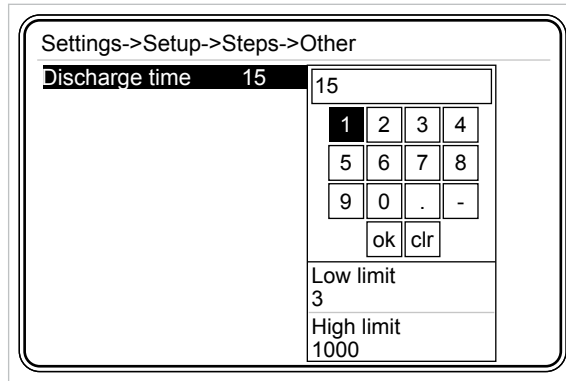 Settings->Setup->Steps->Other
Discharge time 15
15
1 2 3 4
5 6 7 8
9 0 . -
ok clr
Low limit
3
High limit
1000